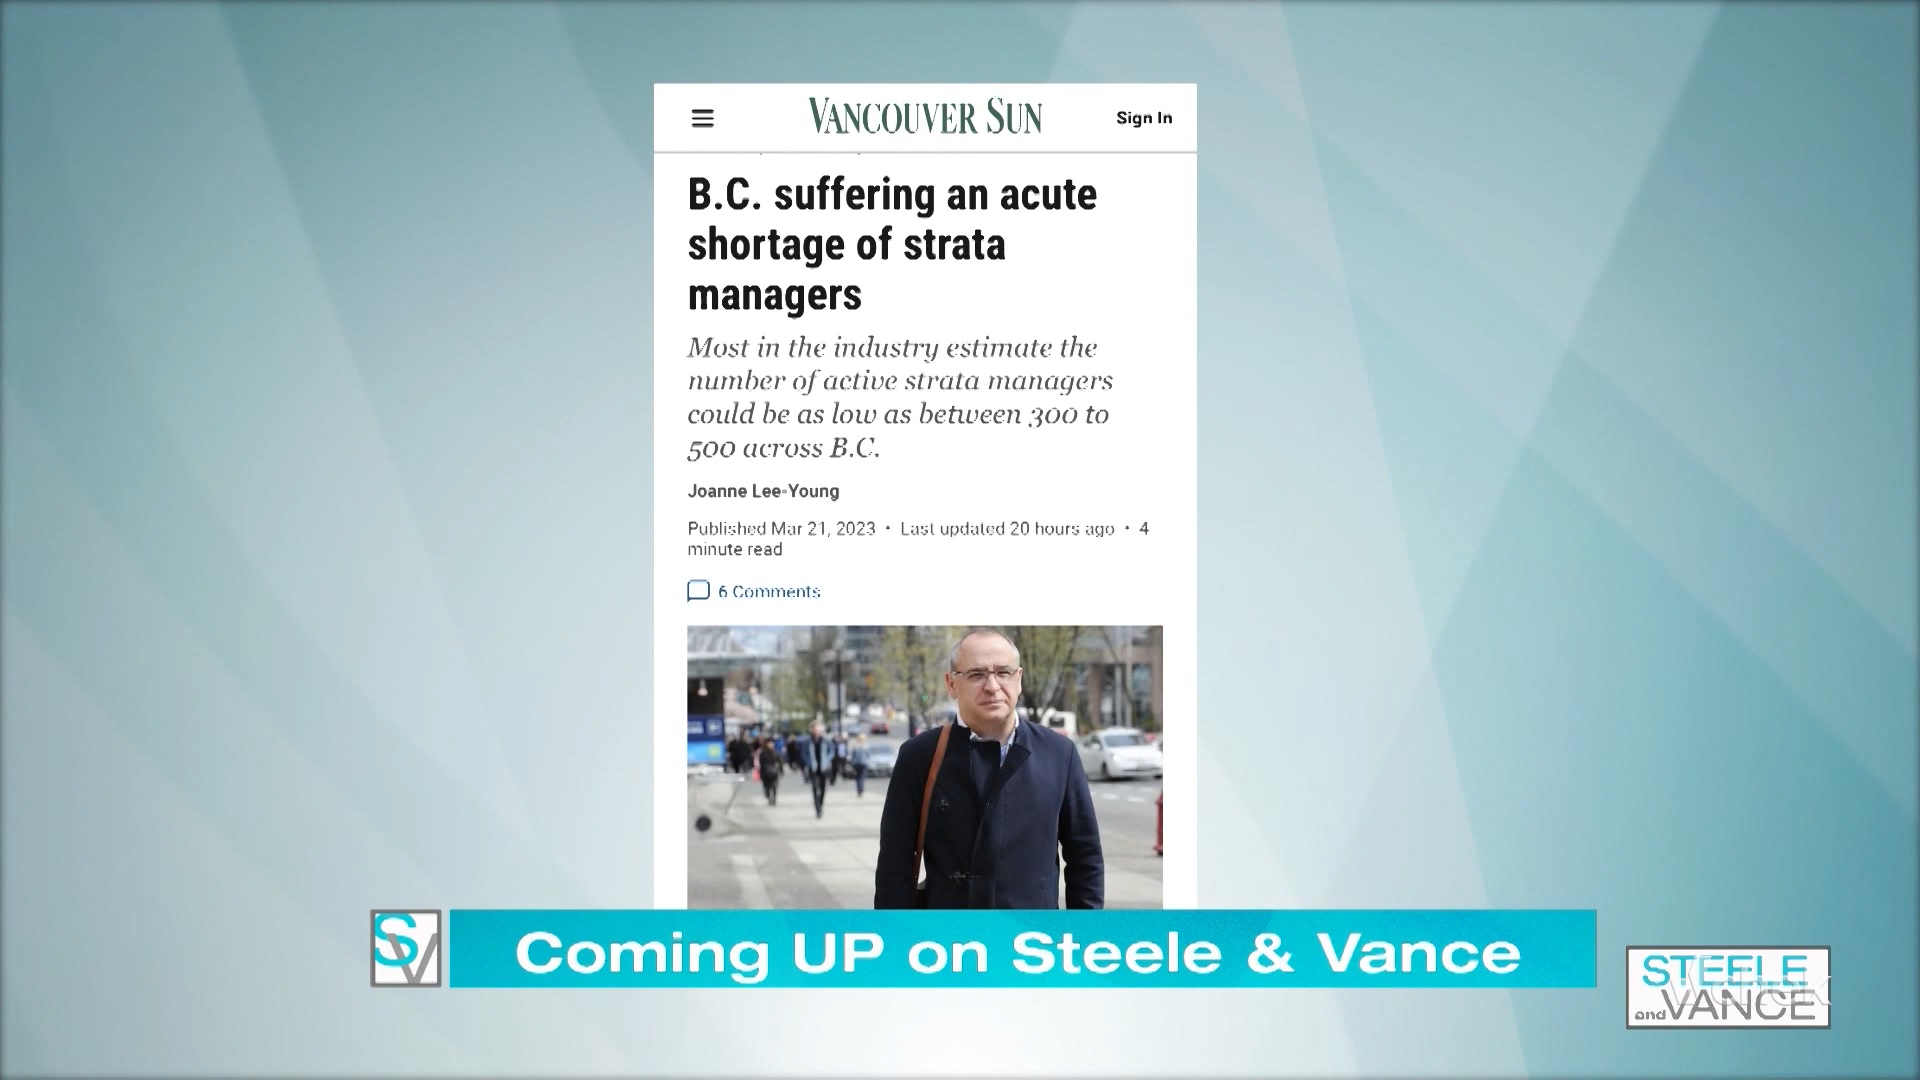 VANCOUVER SUN
Sign In
B.C. suffering an acute
shortage of strata
managers
Most in the industry estimate the
number of active strata managers
could be as low as between 300 to
500 across B.C.
Joanne Lee-Young
Published Mar 21, 2023 • Last updated 20 hours ago • 4
minute read
6 Comments
SV
Coming UP on Steele & Vance
STEELE
and VANCE
chek